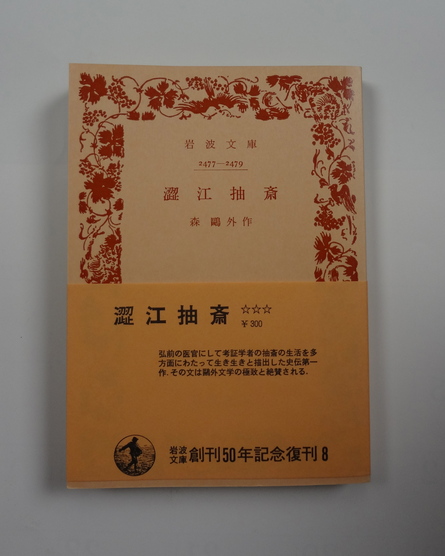 岩波文庫
2477—2479
澀江抽斎
森鷗外作
澀江抽斎 ☆☆☆
¥300
弘前の医官にして考証学者の抽斎の生活を多
方面にわたって生き生きと描出した史伝第一
作. その文は鷗外文学の極致と絶賛される.
岩波
文庫 創刊50年記念復刊8